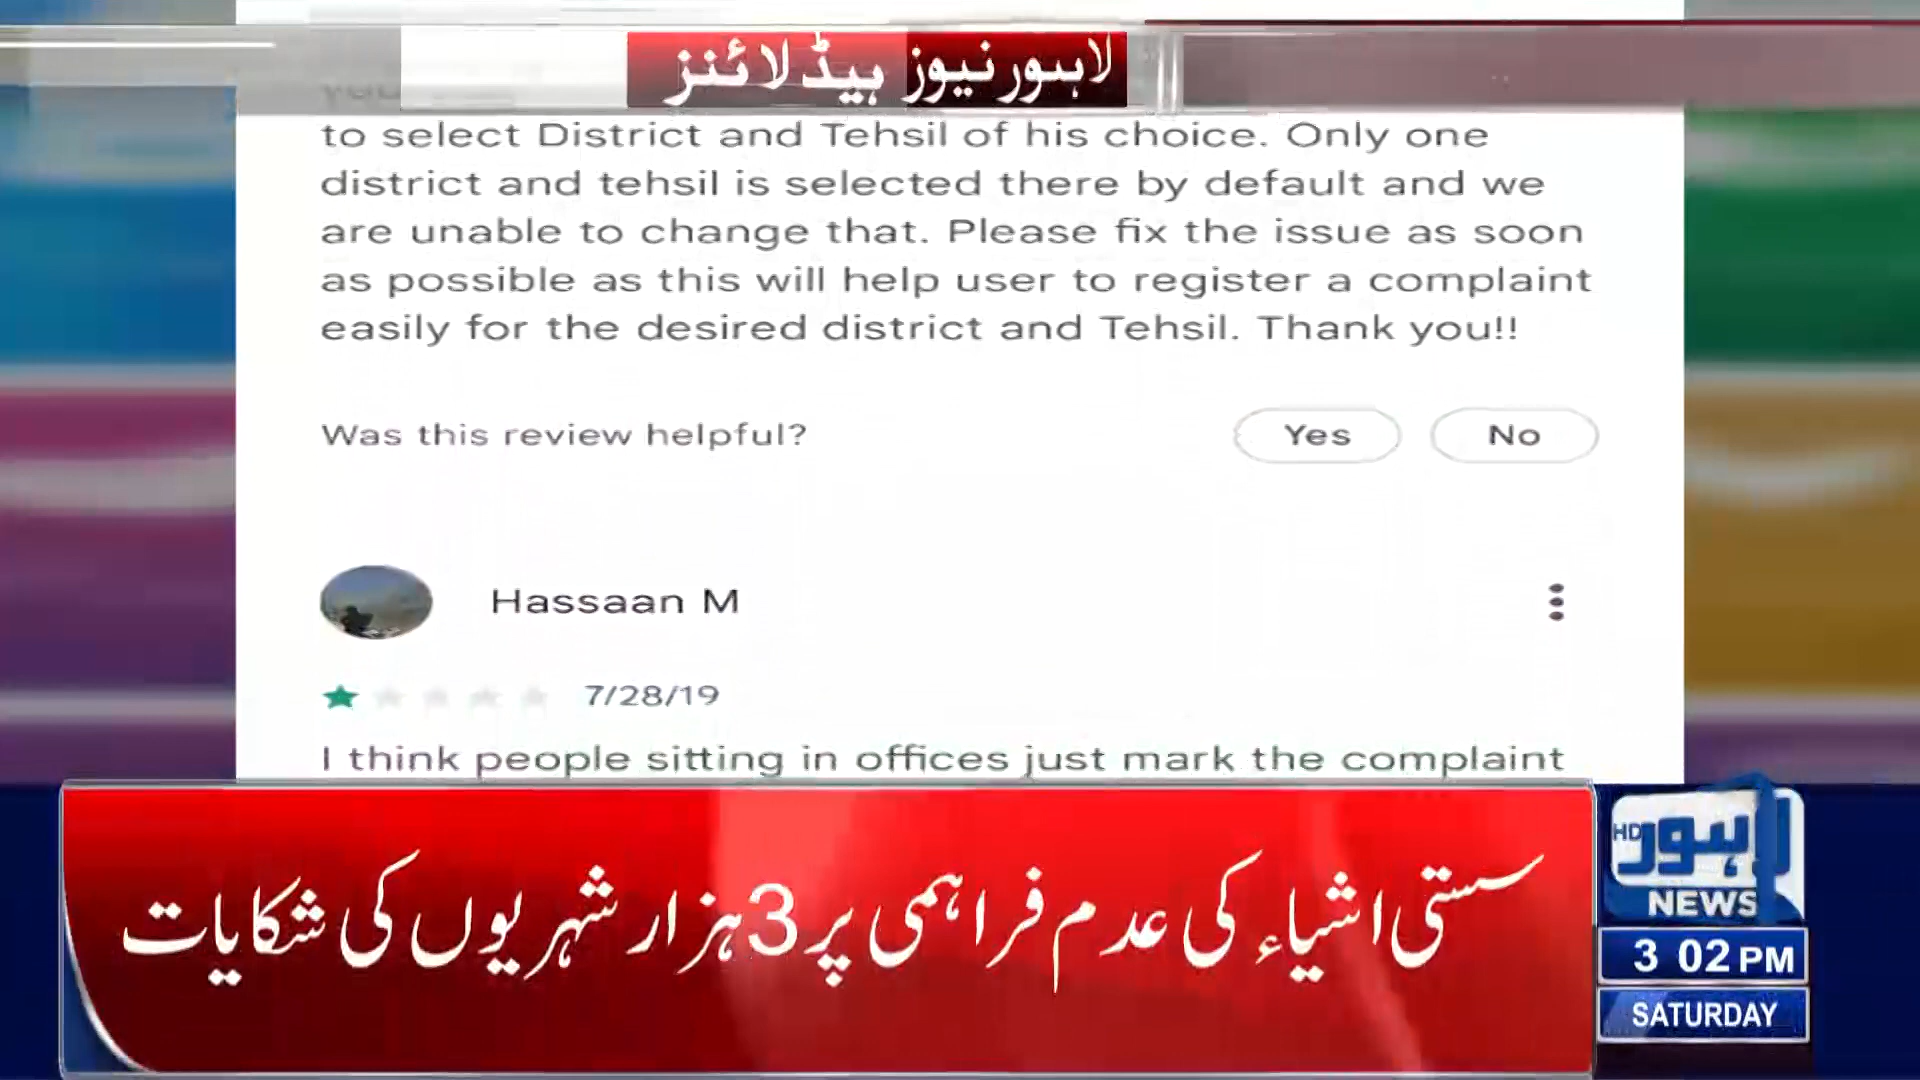 لاہور نیوز ہیڈلائنز
to select District and Tehsil of his choice. Only one
district and tehsil is selected there by default and we
are unable to change that. Please fix the issue as soon
as possible as this will help user to register a complaint
easily for the desired district and Tehsil. Thank you!!
Was this review helpful?
Yes
No
Hassaan M
7/28/19
I think people sitting in offices just mark the complaint
سستی اشیاء کی عدم فراہمی پر 3 ہزار شہریوں کی شکایات
لاہور
HD
NEWS
3 02 PM
SATURDAY